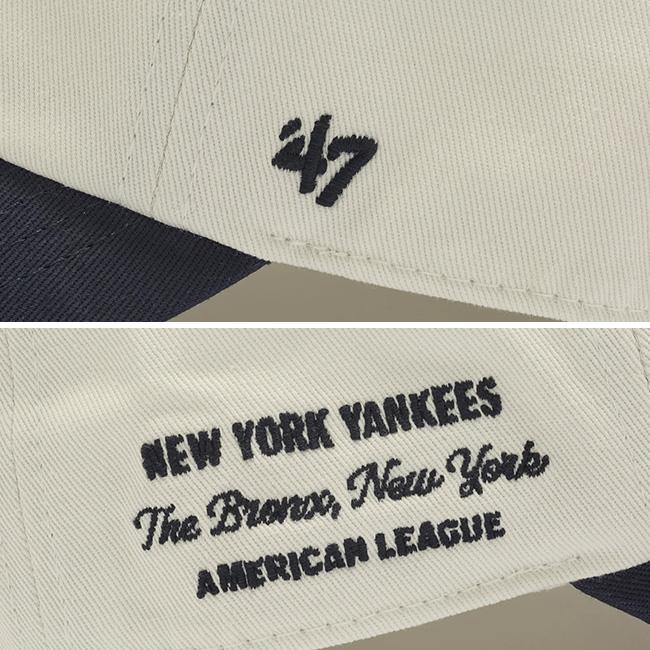 '47
NEW YORK YANKEES
The Bronx, New York
AMERICAN LEAGUE